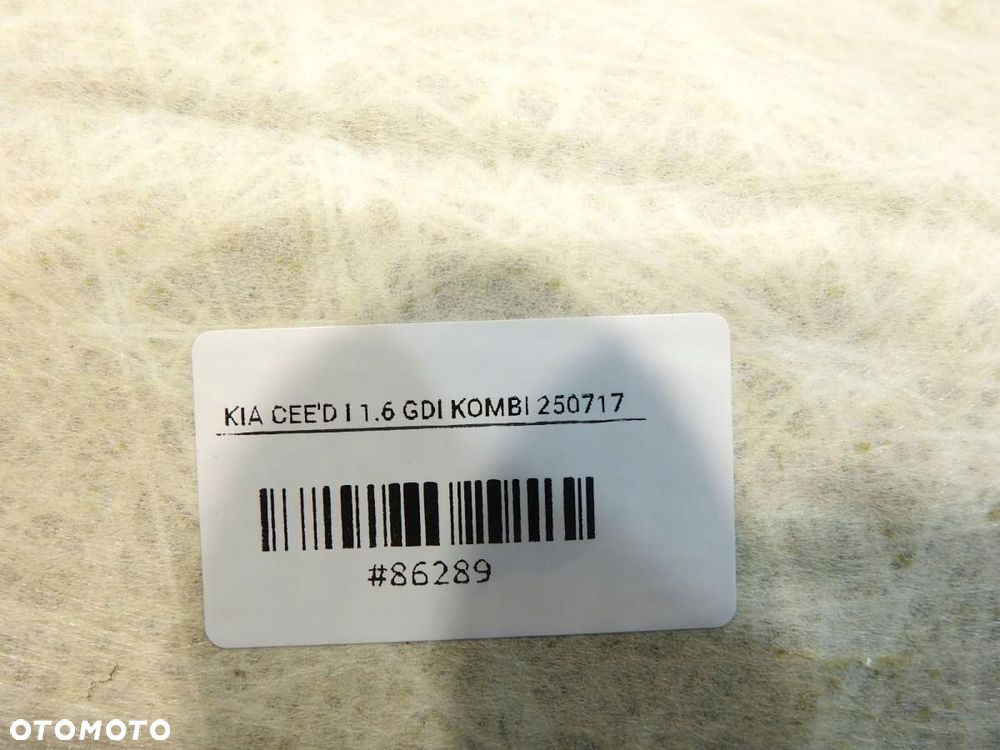 KIA CEE'D I 1.6 GDI KOMBI 250717
#86289
OTOMOTO